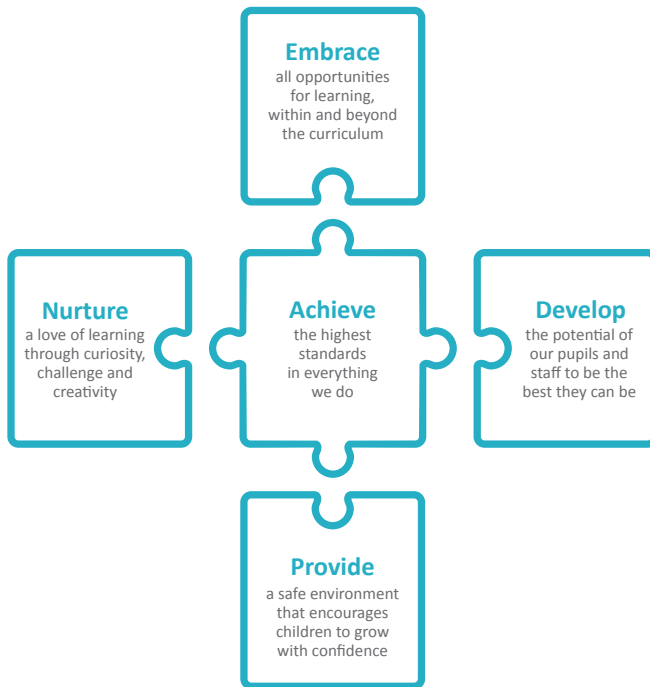 Embrace
all opportunities
for learning,
within and beyond
the curriculum
Nurture
a love of learning
through curiosity,
challenge and
creativity
Achieve
the highest
standards
in everything
we do
Develop
the potential of
our pupils and
staff to be the
best they can be
Provide
a safe environment
that encourages
children to grow
with confidence